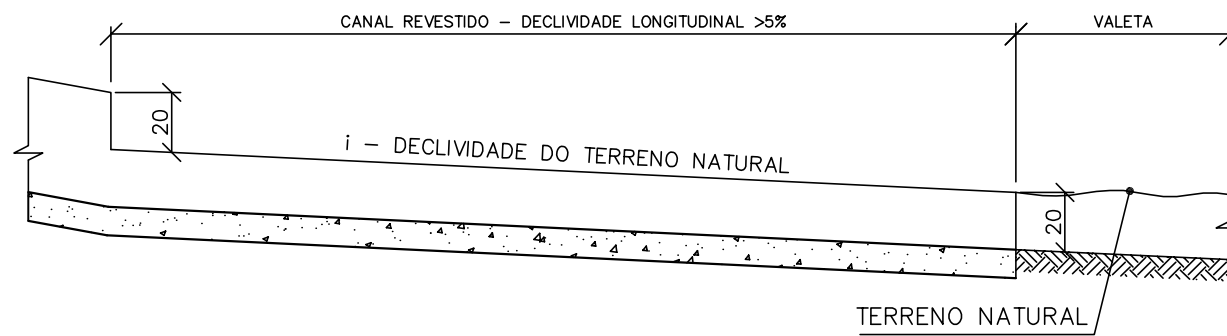 CANAL REVESTIDO – DECLIVIDADE LONGITUDINAL >5%
VALETA
20
i – DECLIVIDADE DO TERRENO NATURAL
20
TERRENO NATURAL